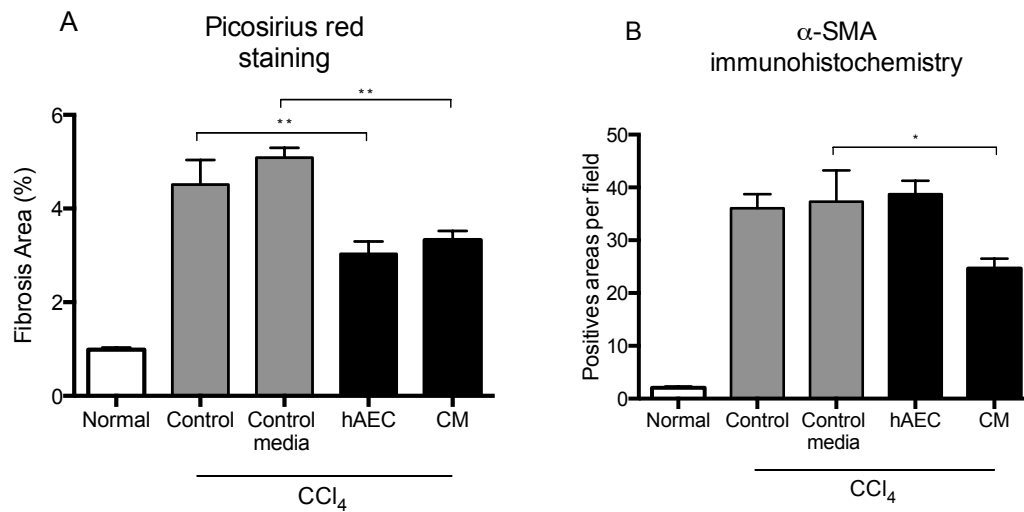 A
Picosirius red
staining
**
**
6
4
2
0
Fibrosis Area (%)
Normal
Control
Control
media
hAEC
CM
CCl₄
B
α-SMA
immunohistochemistry
*
50
40
30
20
10
0
Positives areas per field
Normal
Control
Control
media
hAEC
CM
CCl₄